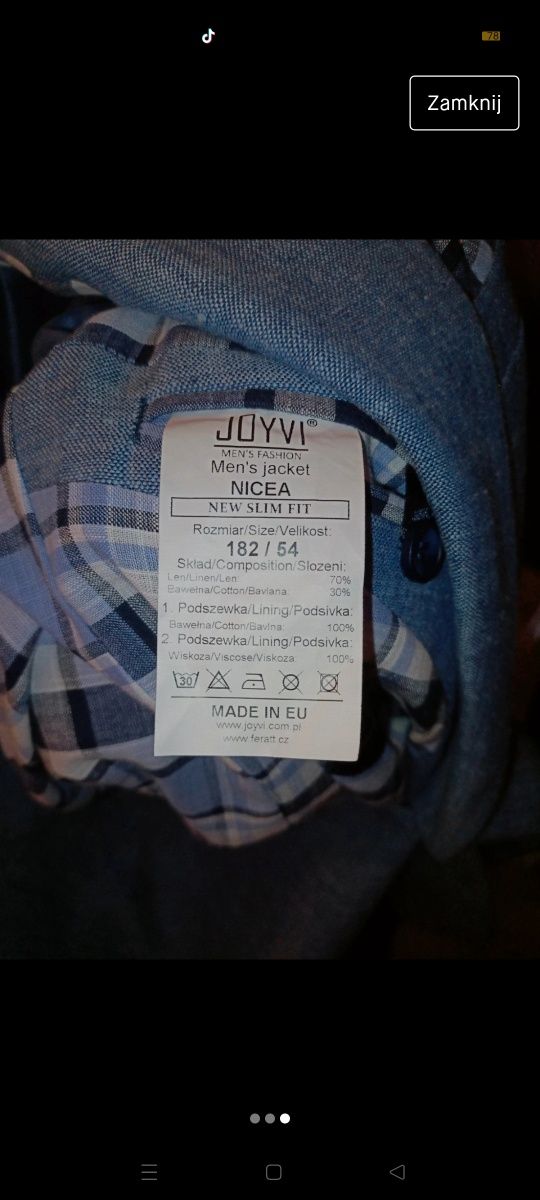 78
Zamknij
JOYVI®
MEN'S FASHION
Men's jacket
NICEA
NEW SLIM FIT
Rozmiar/Size/Velikost:
182 / 54
Skład/Composition/Slozeni:
Len/Linen/Len: 70%
Bawełna/Cotton/Bavlana: 30%
1. Podszewka/Lining/Podsivka:
Bawełna/Cotton/Bavlna: 100%
2. Podszewka/Lining/Podsivka:
Wiskoza/Viscose/Viskoza: 100%
30
MADE IN EU
www.joyvi.com.pl
www.feratt.cz